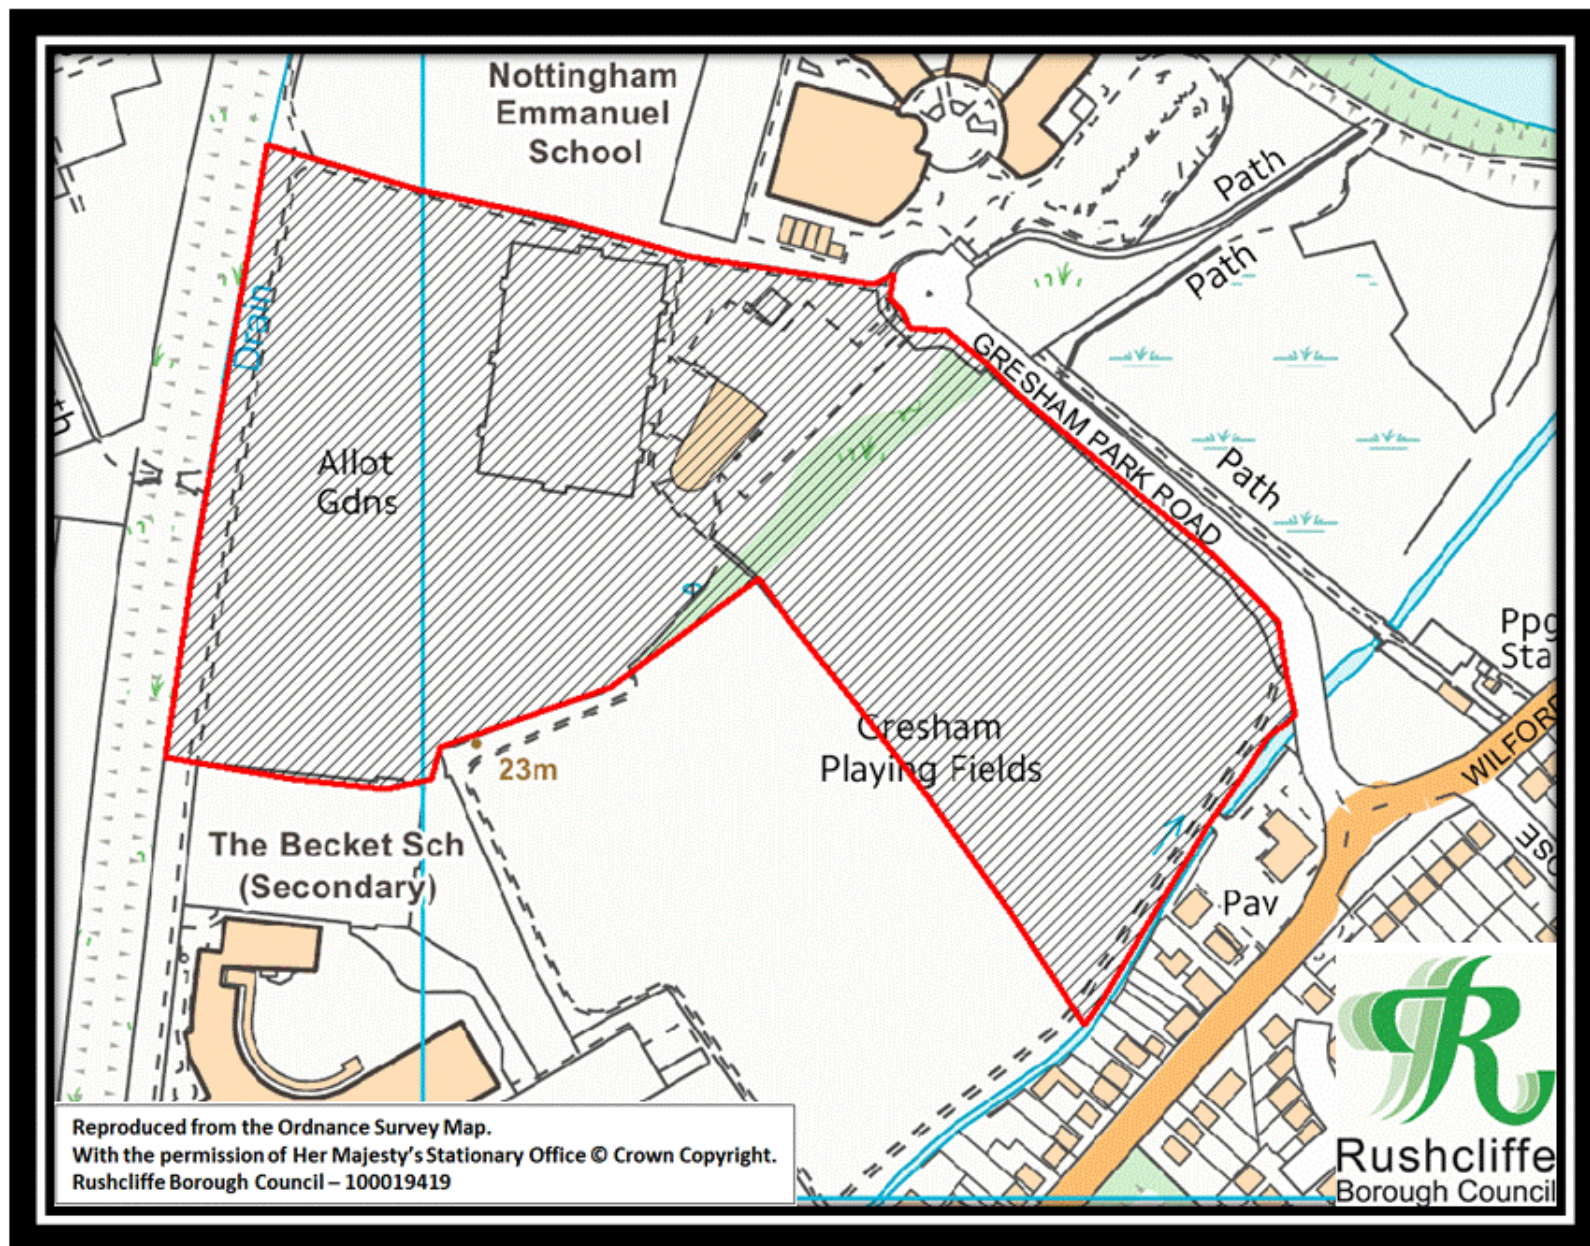 Nottingham
Emmanuel
School
Path
Path
Drain
GRESHAM PARK ROAD
Path
Allot
Gdns
Ppg
Sta
Gresham
Playing Fields
23m
WILFORD
The Becket Sch
(Secondary)
Pav
Reproduced from the Ordnance Survey Map.
With the permission of Her Majesty's Stationary Office © Crown Copyright.
Rushcliffe Borough Council – 100019419
R
Rushcliffe
Borough Council